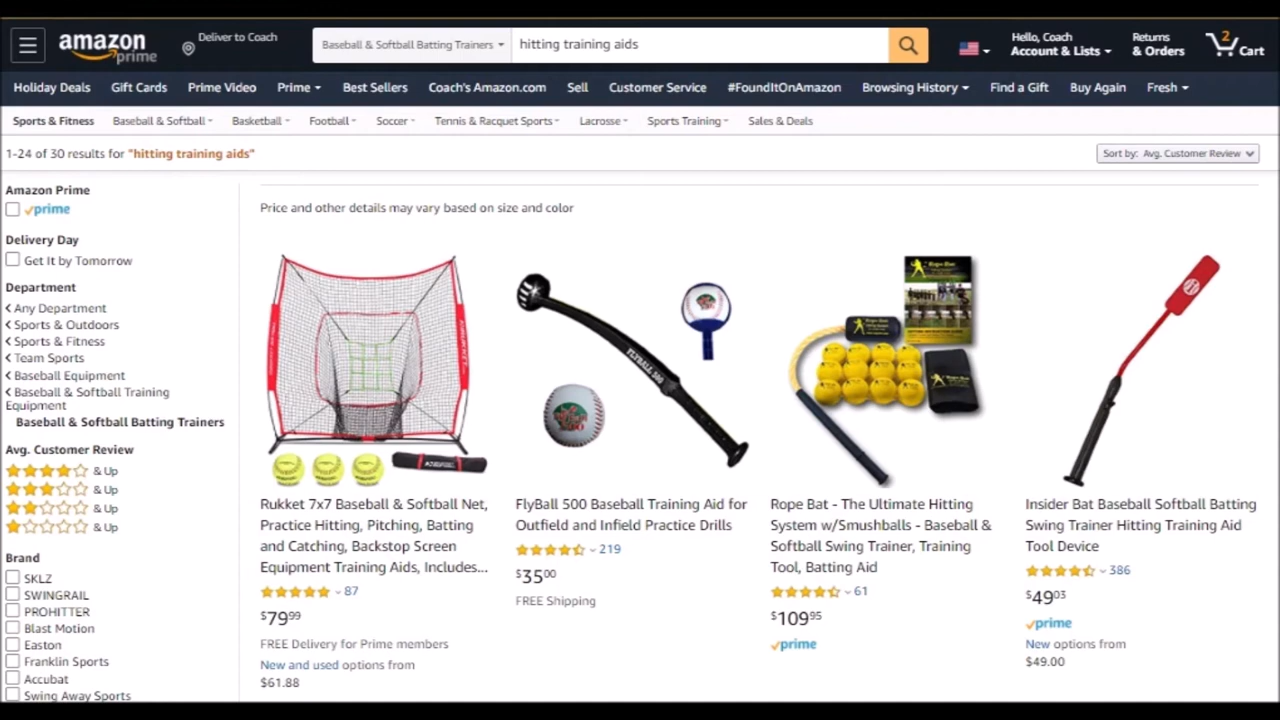 amazon
prime
Deliver to Coach
Baseball & Softball Batting Trainers
hitting training aids
Hello, Coach
Account & Lists
Returns
& Orders
2
Cart
Holiday Deals
Gift Cards
Prime Video
Prime
Best Sellers
Coach's Amazon.com
Sell
Customer Service
#FoundItOnAmazon
Browsing History
Find a Gift
Buy Again
Fresh
Sports & Fitness
Baseball & Softball
Basketball
Football
Soccer
Tennis & Racquet Sports
Lacrosse
Sports Training
Sales & Deals
1-24 of 30 results for "hitting training aids"
Sort by: Avg. Customer Review
Amazon Prime
prime
Delivery Day
Get It by Tomorrow
Department
Any Department
Sports & Outdoors
Sports & Fitness
Team Sports
Baseball Equipment
Baseball & Softball Training
Equipment
Baseball & Softball Batting Trainers
Avg. Customer Review
& Up
& Up
& Up
& Up
Brand
SKLZ
SWINGRAIL
PROHITTER
Blast Motion
Easton
Franklin Sports
Accubat
Swing Away Sports
Price and other details may vary based on size and color
Rukket 7x7 Baseball & Softball Net,
Practice Hitting, Pitching, Batting
and Catching, Backstop Screen
Equipment Training Aids, Includes...
87
$79.99
FREE Delivery for Prime members
New and used options from
$61.88
FLYBALL 500
FlyBall 500 Baseball Training Aid for
Outfield and Infield Practice Drills
219
$35.00
FREE Shipping
Rope Bat - The Ultimate Hitting
System w/Smushballs - Baseball &
Softball Swing Trainer, Training
Tool, Batting Aid
61
$109.95
prime
Insider Bat Baseball Softball Batting
Swing Trainer Hitting Training Aid
Tool Device
386
$49.03
prime
New options from
$49.00